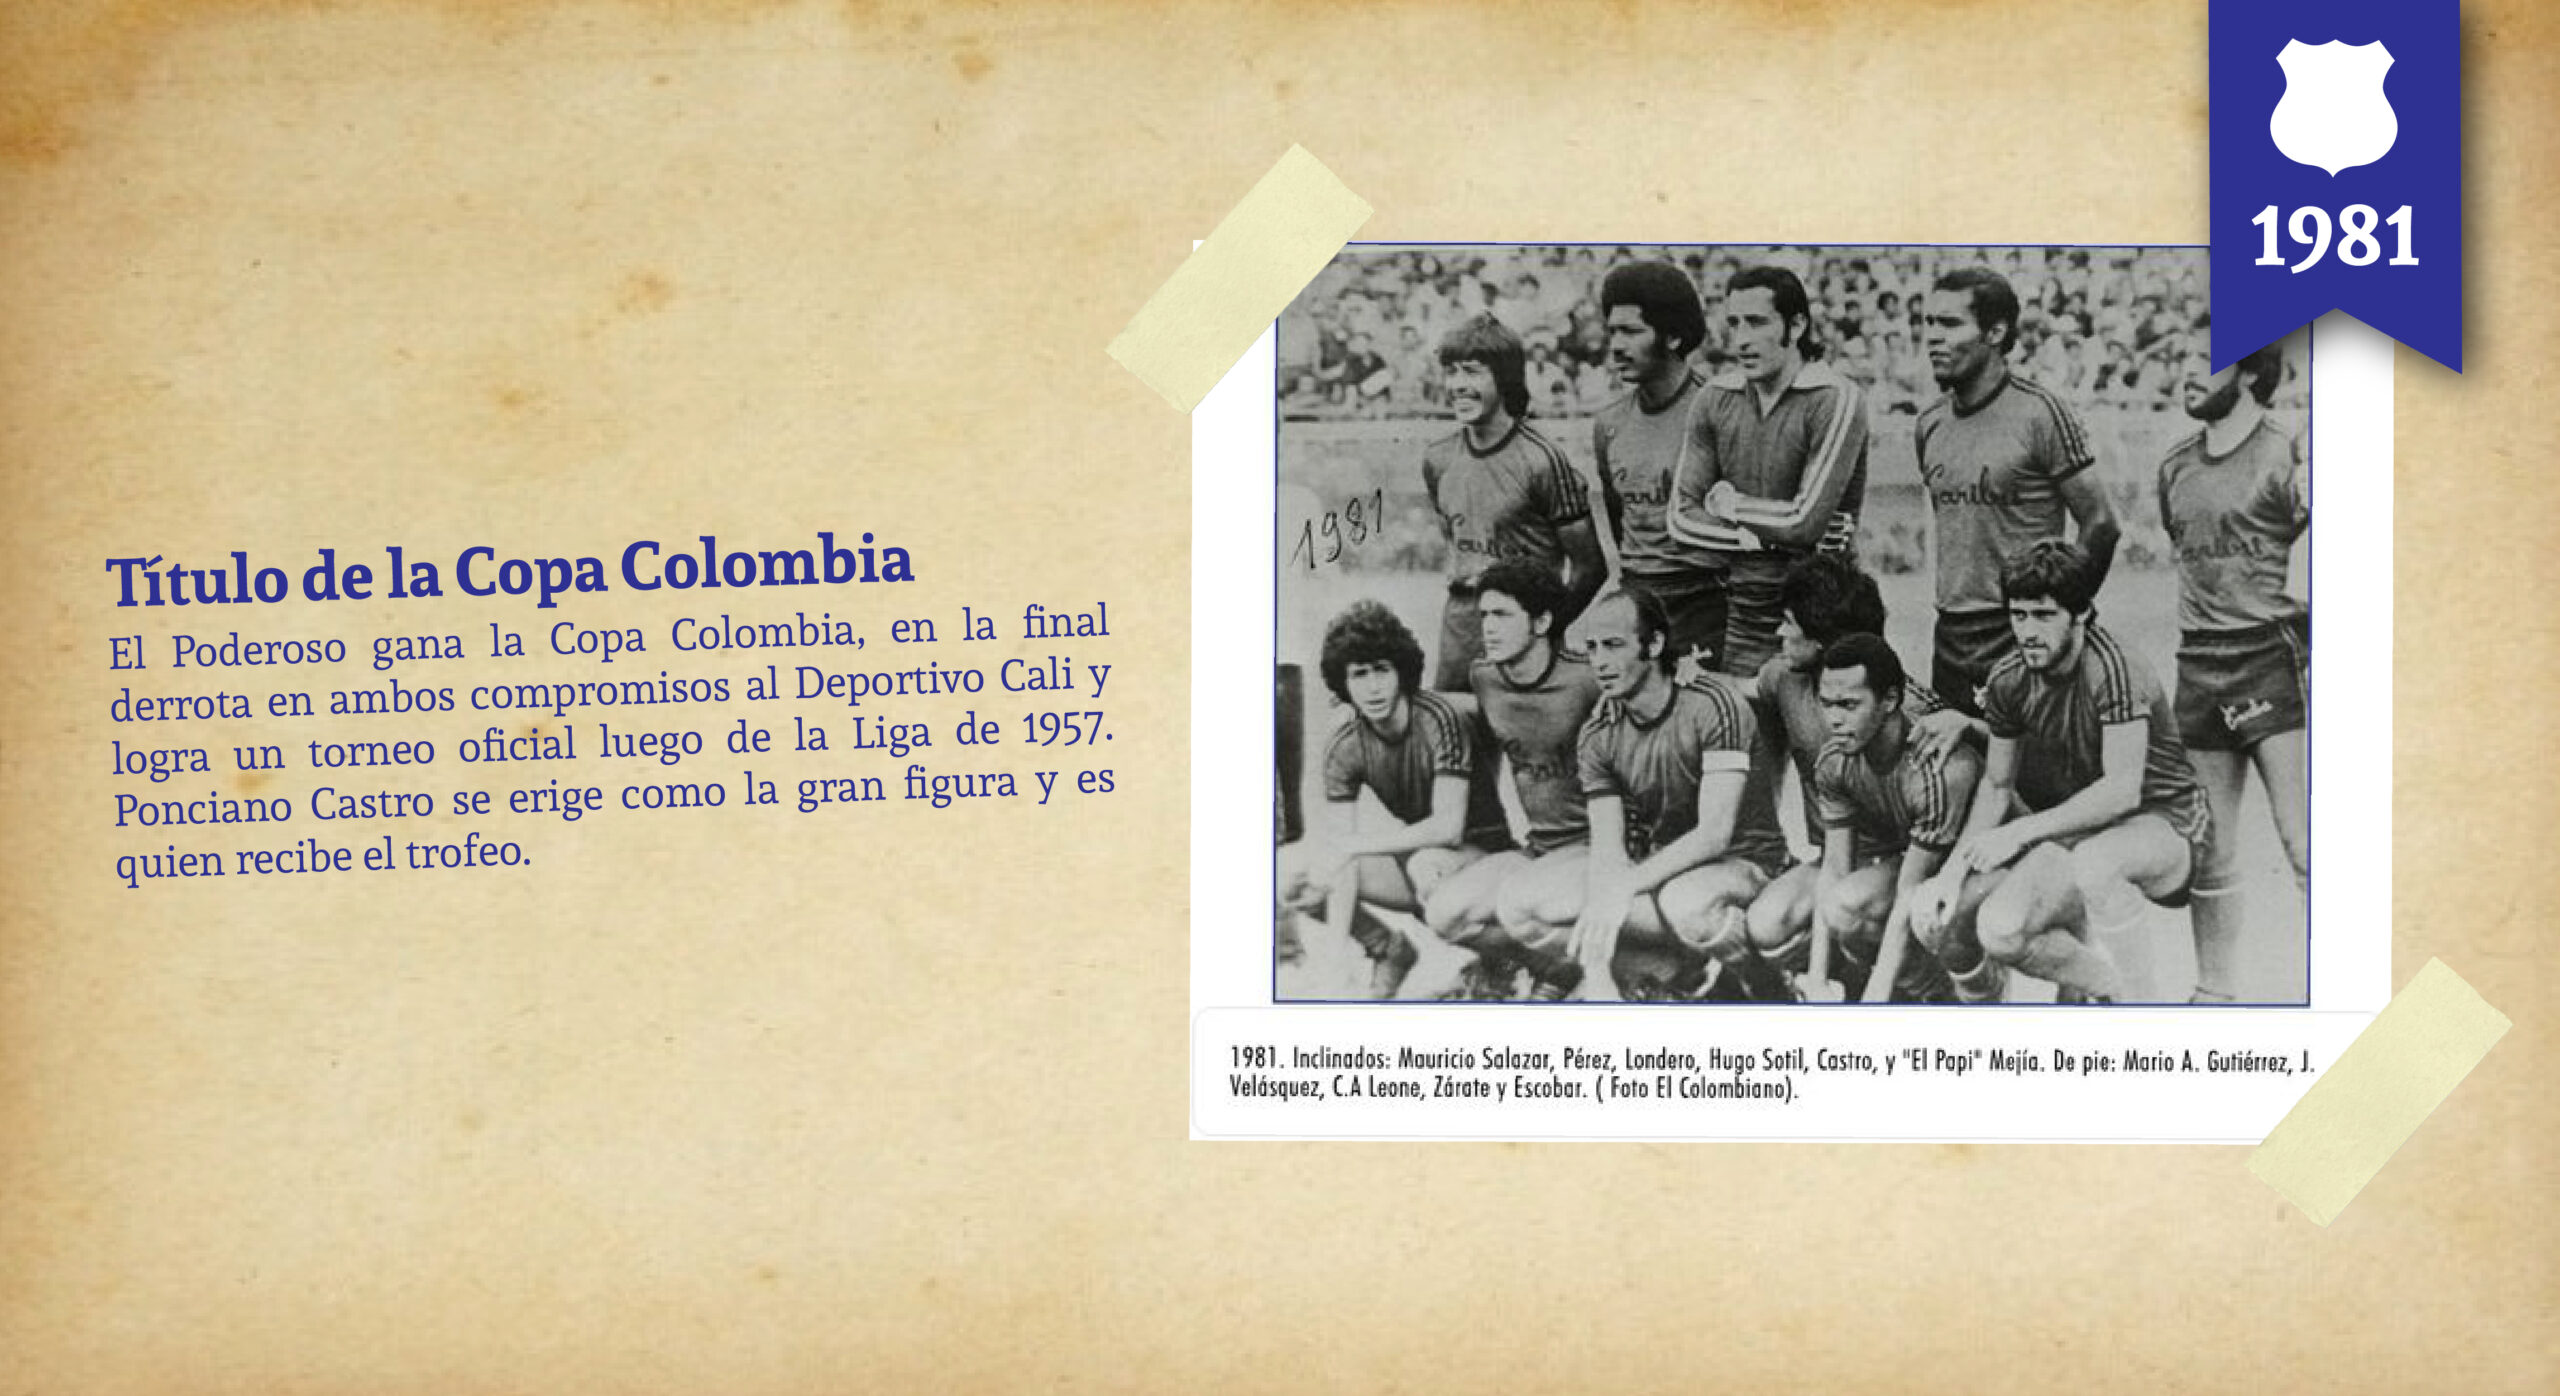 1981
Título de la Copa Colombia
El Poderoso gana la Copa Colombia, en la final
derrota en ambos compromisos al Deportivo Cali y
logra un torneo oficial luego de la Liga de 1957.
Ponciano Castro se erige como la gran figura y es
quien recibe el trofeo.
1981
1981. Inclinados: Mauricio Salazar, Pérez, Londero, Hugo Sotil, Castro, y "El Papi" Mejía. De pie: Mario A. Gutiérrez, J.
Velásquez, C.A Leone, Zárate y Escobar. ( Foto El Colombiano).